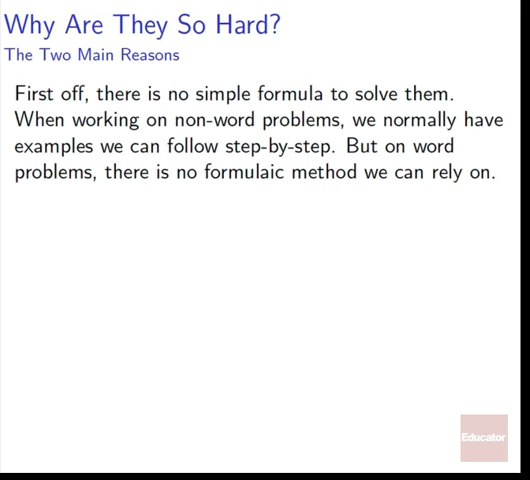 Why Are They So Hard?
The Two Main Reasons
First off, there is no simple formula to solve them.
When working on non-word problems, we normally have
examples we can follow step-by-step. But on word
problems, there is no formulaic method we can rely on.
Educator